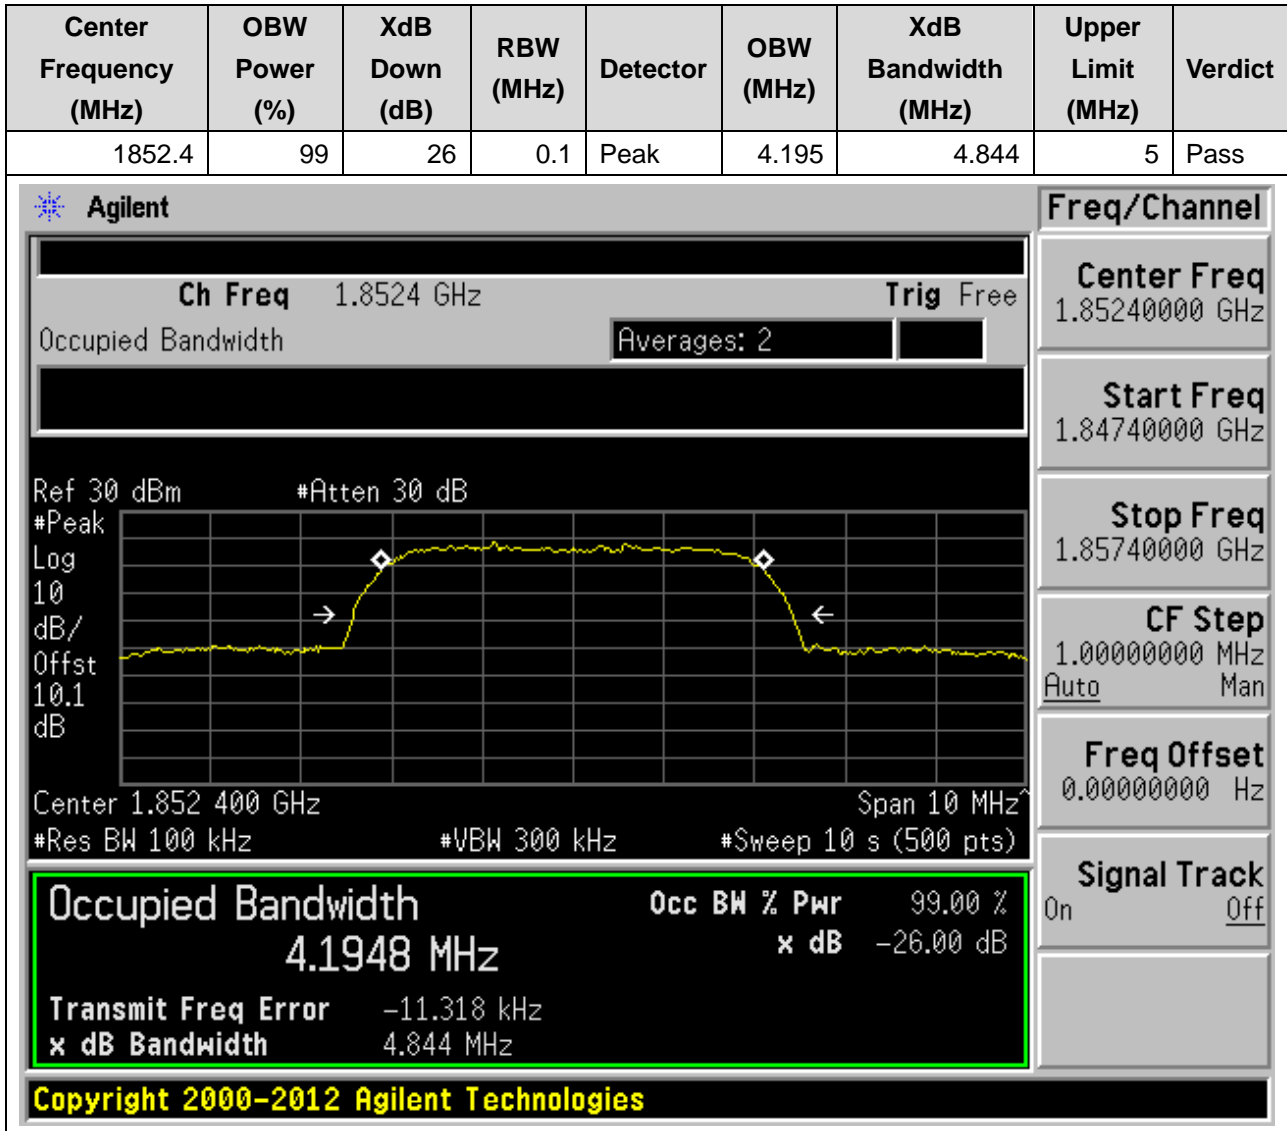 Center Frequency (MHz) OBW Power (%) XdB Down (dB) RBW (MHz) Detector OBW (MHz) XdB Bandwidth (MHz) Upper Limit (MHz) Verdict
1852.4 99 26 0.1 Peak 4.195 4.844 5 Pass
Agilent
Freq/Channel
Ch Freq 1.8524 GHz Trig Free
Occupied Bandwidth Averages: 2
Center Freq
1.85240000 GHz
Start Freq
1.84740000 GHz
Stop Freq
1.85740000 GHz
CF Step
1.00000000 MHz
Auto Man
Freq Offset
0.00000000 Hz
Signal Track
On Off
Ref 30 dBm #Atten 30 dB
#Peak
Log
10
dB/
Offst
10.1
dB
Center 1.852 400 GHz Span 10 MHz^
#Res BW 100 kHz #VBW 300 kHz #Sweep 10 s (500 pts)
Occupied Bandwidth Occ BW % Pwr 99.00 %
4.1948 MHz x dB -26.00 dB
Transmit Freq Error -11.318 kHz
x dB Bandwidth 4.844 MHz
Copyright 2000-2012 Agilent Technologies